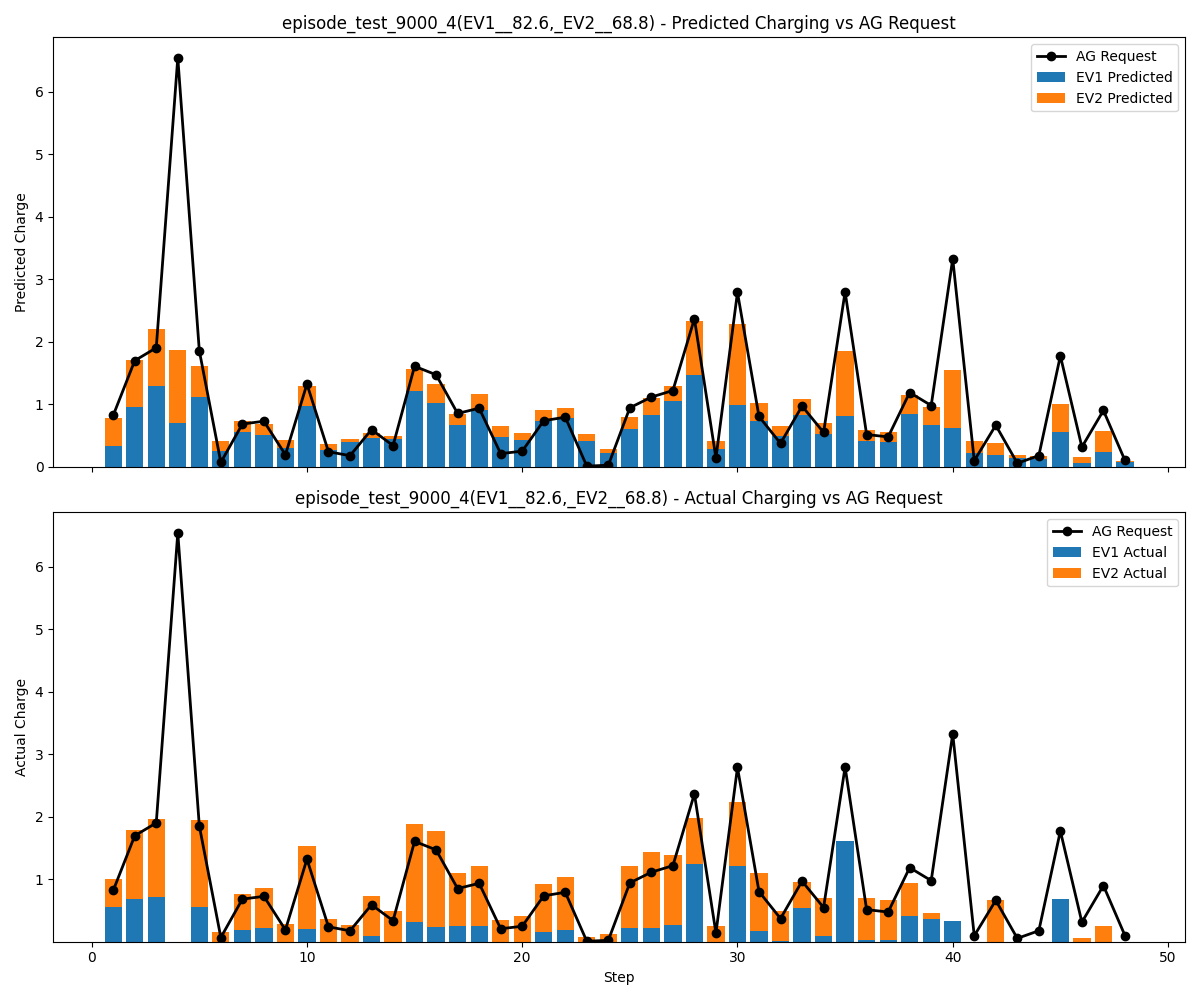 episode_test_9000_4(EV1__82.6,_EV2__68.8) - Predicted Charging vs AG Request
AG Request
EV1 Predicted
EV2 Predicted
Predicted Charge
6
5
4
3
2
1
0
episode_test_9000_4(EV1__82.6,_EV2__68.8) - Actual Charging vs AG Request
AG Request
EV1 Actual
EV2 Actual
Actual Charge
6
5
4
3
2
1
0
10
20
30
40
50
Step